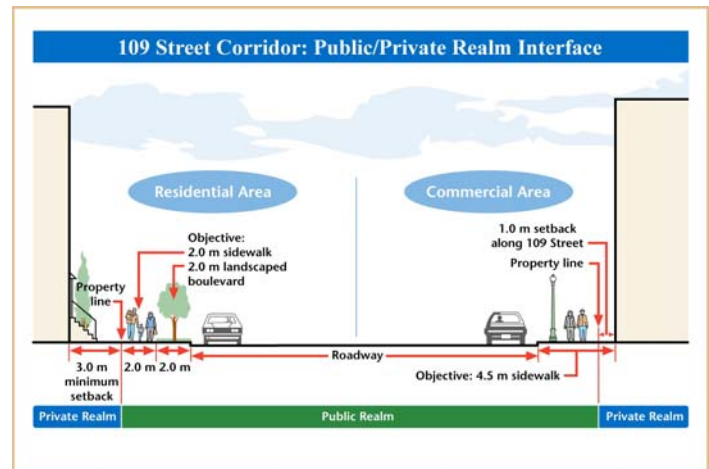 109 Street Corridor: Public/Private Realm Interface
Residential Area
Commercial Area
Objective:
2.0 m sidewalk
2.0 m landscaped
boulevard
1.0 m setback
along 109 Street
Property line
Property
line
Roadway
3.0 m
minimum
setback
2.0 m
2.0 m
Objective: 4.5 m sidewalk
Private Realm
Public Realm
Private Realm